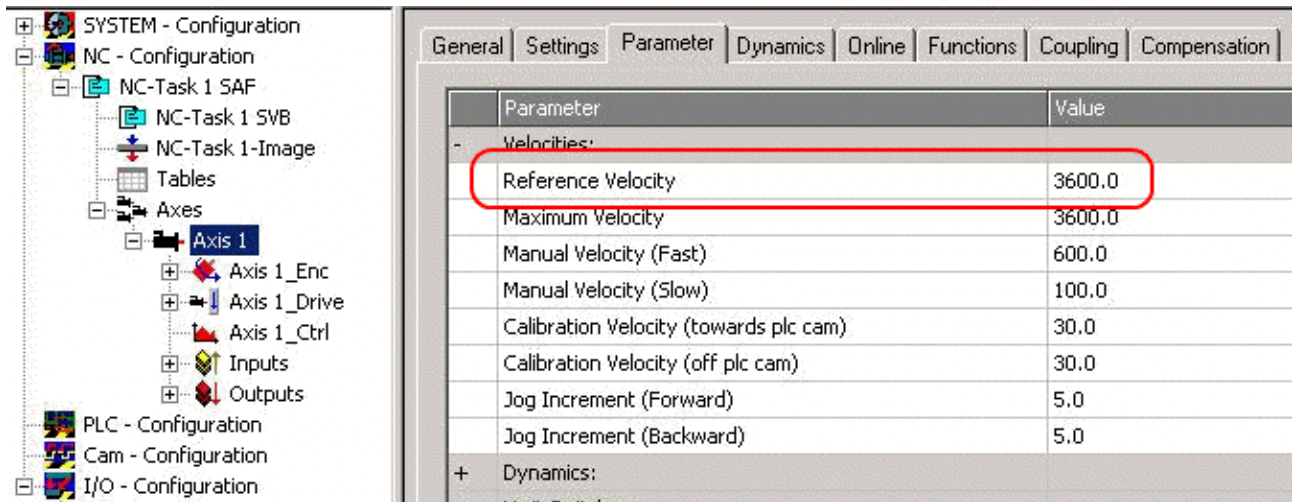 SYSTEM - Configuration
NC - Configuration
NC-Task 1 SAF
NC-Task 1 SVB
NC-Task 1-Image
Tables
Axes
Axis 1
Axis 1_Enc
Axis 1_Drive
Axis 1_Ctrl
Inputs
Outputs
PLC - Configuration
Cam - Configuration
I/O - Configuration
General Settings Parameter Dynamics Online Functions Coupling Compensation
Parameter Value
- Velocities:
Reference Velocity 3600.0
Maximum Velocity 3600.0
Manual Velocity (Fast) 600.0
Manual Velocity (Slow) 100.0
Calibration Velocity (towards plc cam) 30.0
Calibration Velocity (off plc cam) 30.0
Jog Increment (Forward) 5.0
Jog Increment (Backward) 5.0
+ Dynamics: